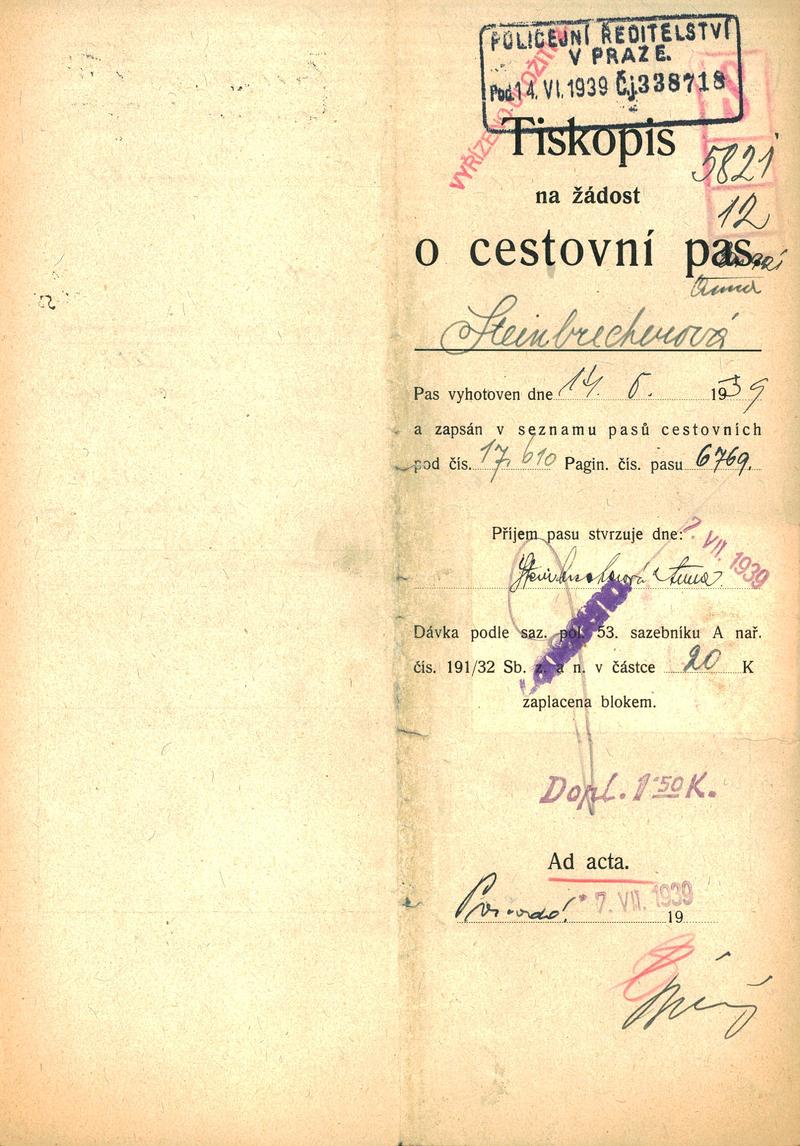 POLICEJNÍ ŘEDITELSTVÍ
V PRAZE.
Pod. 14. VI. 1939 Čj. 338718
Tiskopis
5821
na žádost
12
o cestovní pas.
Anna
Steinbrecherová
Pas vyhotoven dne 14. 6. 1939
a zapsán v seznamu pasů cestovních
pod čís. 17.610 Pagin. čís. pasu 6769.
Příjem pasu stvrzuje dne: 7. VII. 1939
Steinbrecherová Anna
Dávka podle saz. pol. 53. sazebníku A nař.
čís. 191/32 Sb. z. a n. v částce 20 K
zaplacena blokem.
Dopl. 1.50 K.
Ad acta.
7. VII. 1939
19